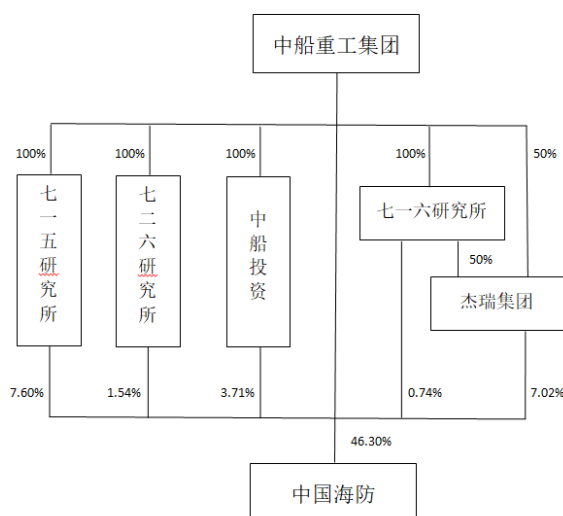 中船重工集团
100%
100%
100%
100%
50%
七一五研究所
七二六研究所
中船投资
七一六研究所
50%
杰瑞集团
7.60%
1.54%
3.71%
0.74%
7.02%
46.30%
中国海防